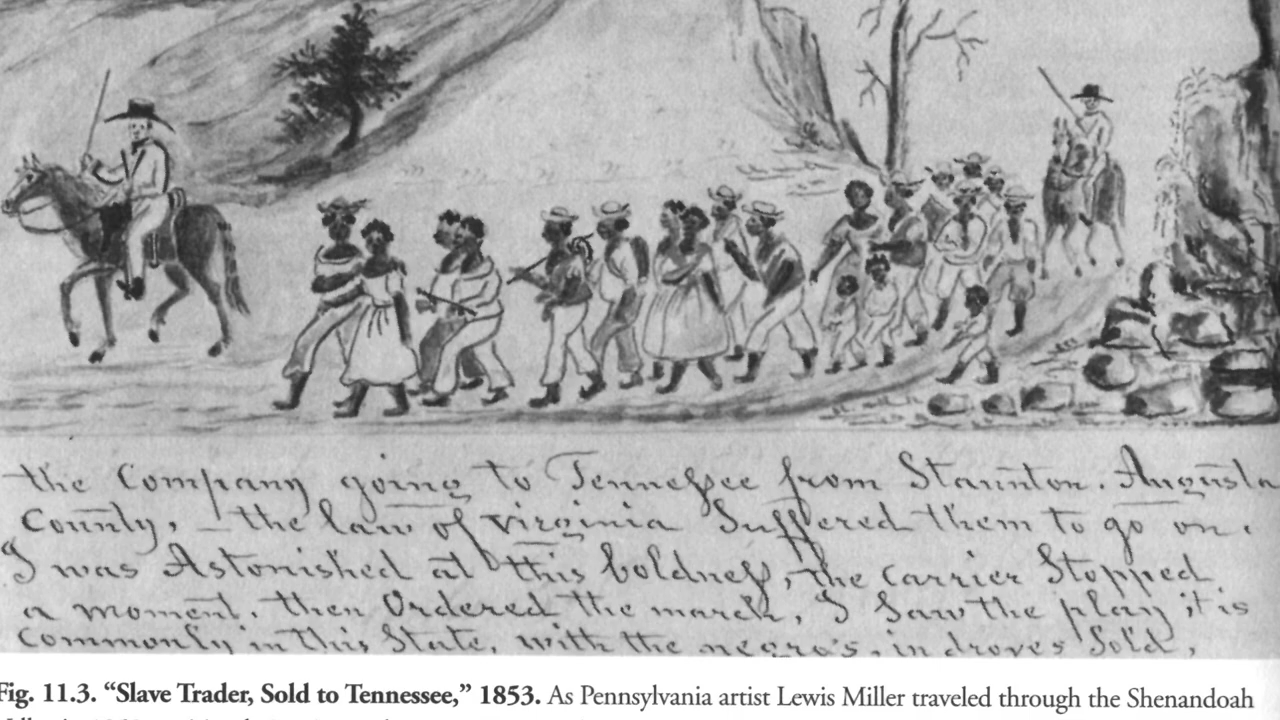 the Company going to Tennessee from Staunton. Augusta
County, — the law of virginia Suffered them to go on.
I was Astonished at this boldness, the carrier Stopped
a moment. then Ordered the march, I Saw the play it is
Commonly in this State, with the negro's in droves Sold,
Fig. 11.3. “Slave Trader, Sold to Tennessee,” 1853. As Pennsylvania artist Lewis Miller traveled through the Shenandoah